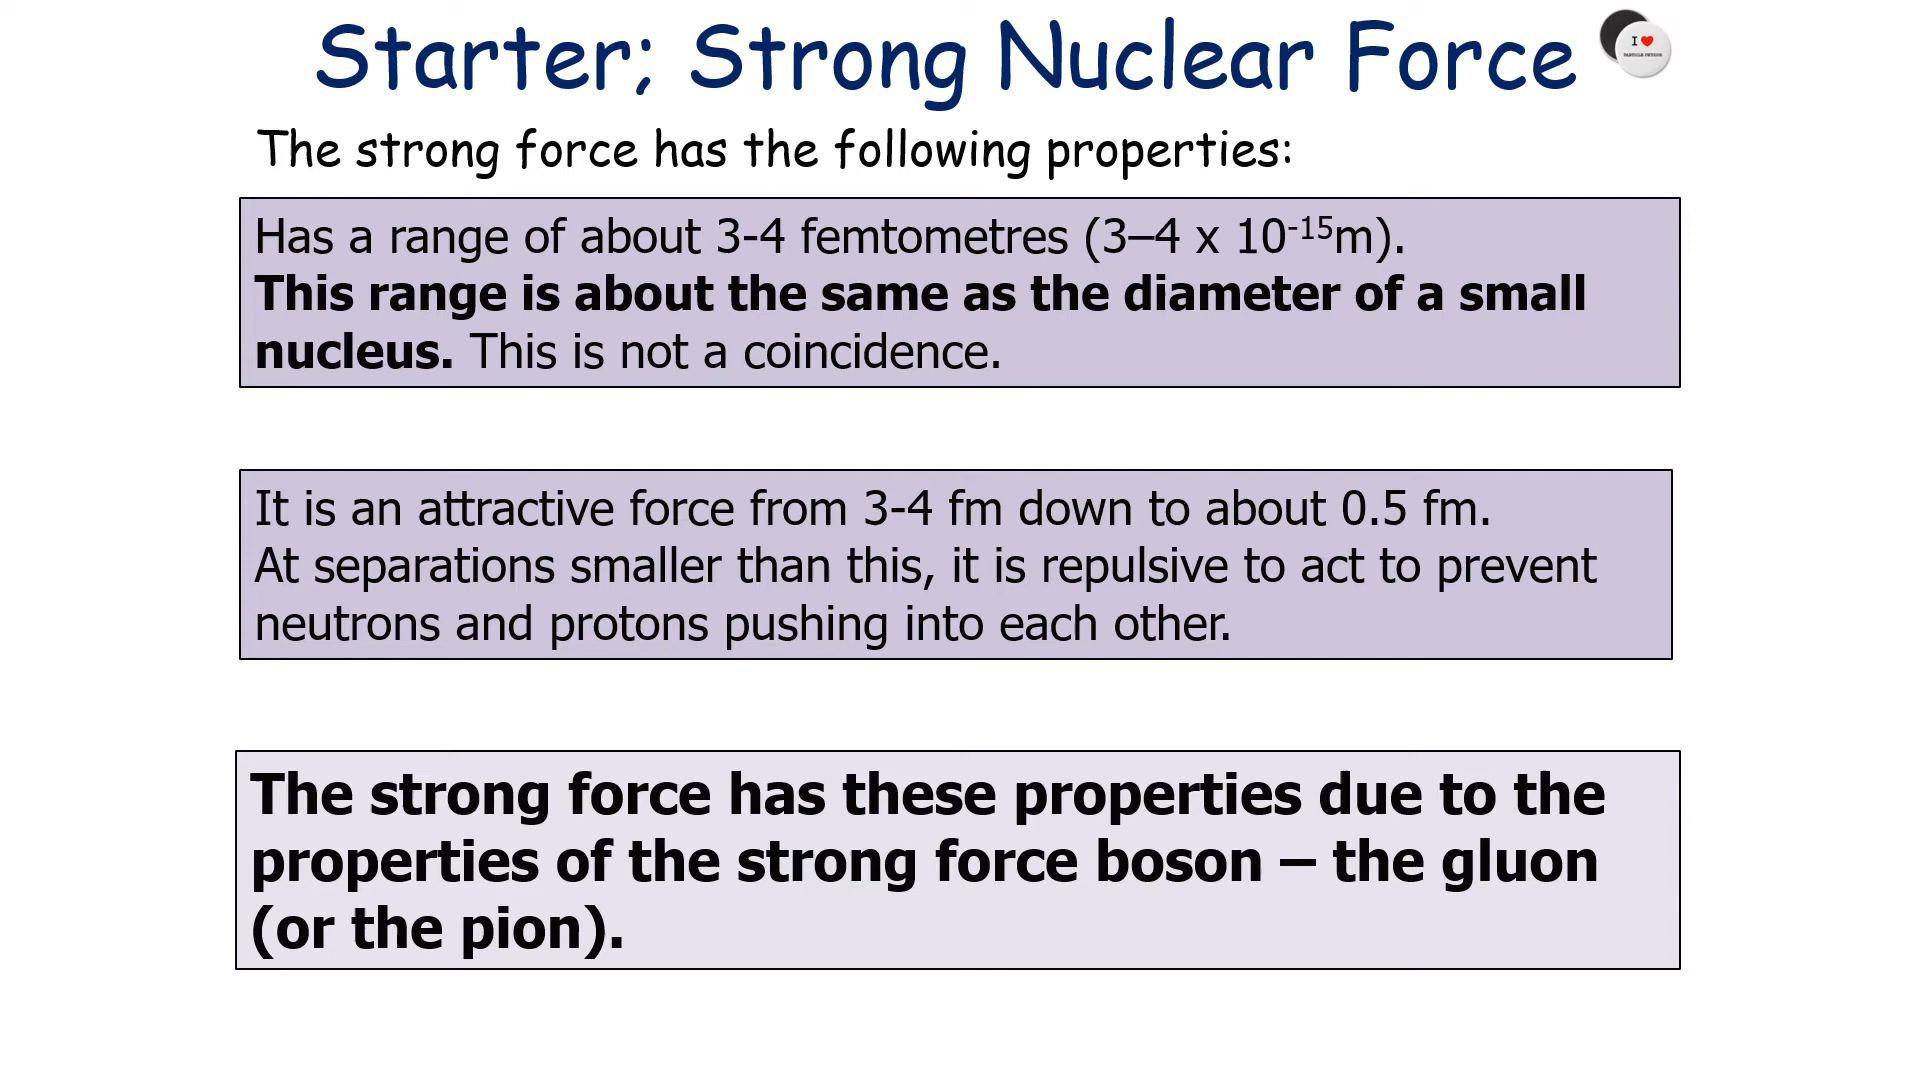 Starter; Strong Nuclear Force
I ❤
PARTICLE PHYSICS
The strong force has the following properties:
Has a range of about 3-4 femtometres (3–4 x 10⁻¹⁵m).
This range is about the same as the diameter of a small
nucleus. This is not a coincidence.
It is an attractive force from 3-4 fm down to about 0.5 fm.
At separations smaller than this, it is repulsive to act to prevent
neutrons and protons pushing into each other.
The strong force has these properties due to the
properties of the strong force boson – the gluon
(or the pion).